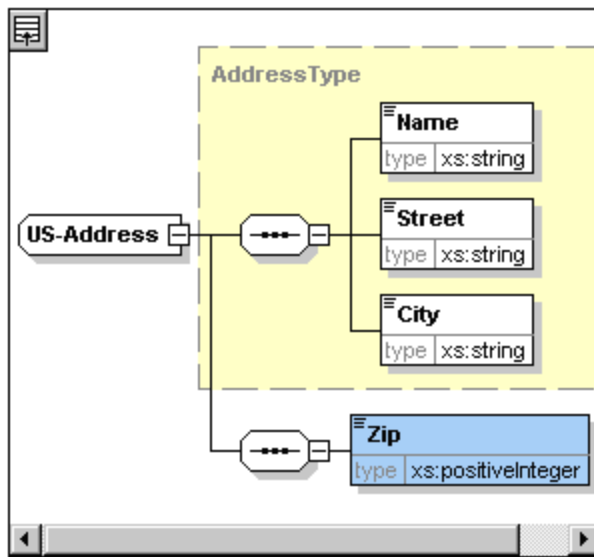 AddressType
Name
type xs:string
US-Address
Street
type xs:string
City
type xs:string
Zip
type xs:positiveInteger